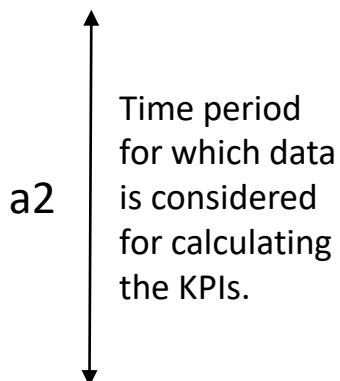 a2
Time period
for which data
is considered
for calculating
the KPIs.